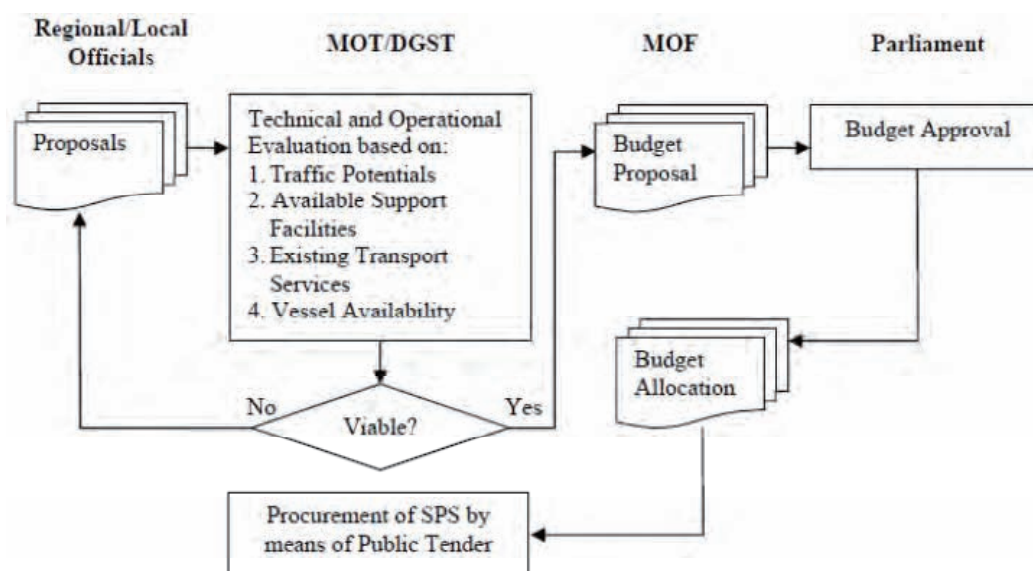 Regional/Local
Officials
MOT/DGST
MOF
Parliament
Proposals
Technical and Operational
Evaluation based on:
1. Traffic Potentials
2. Available Support
Facilities
3. Existing Transport
Services
4. Vessel Availability
Budget
Proposal
Budget Approval
Budget
Allocation
No
Viable?
Yes
Procurement of SPS by
means of Public Tender